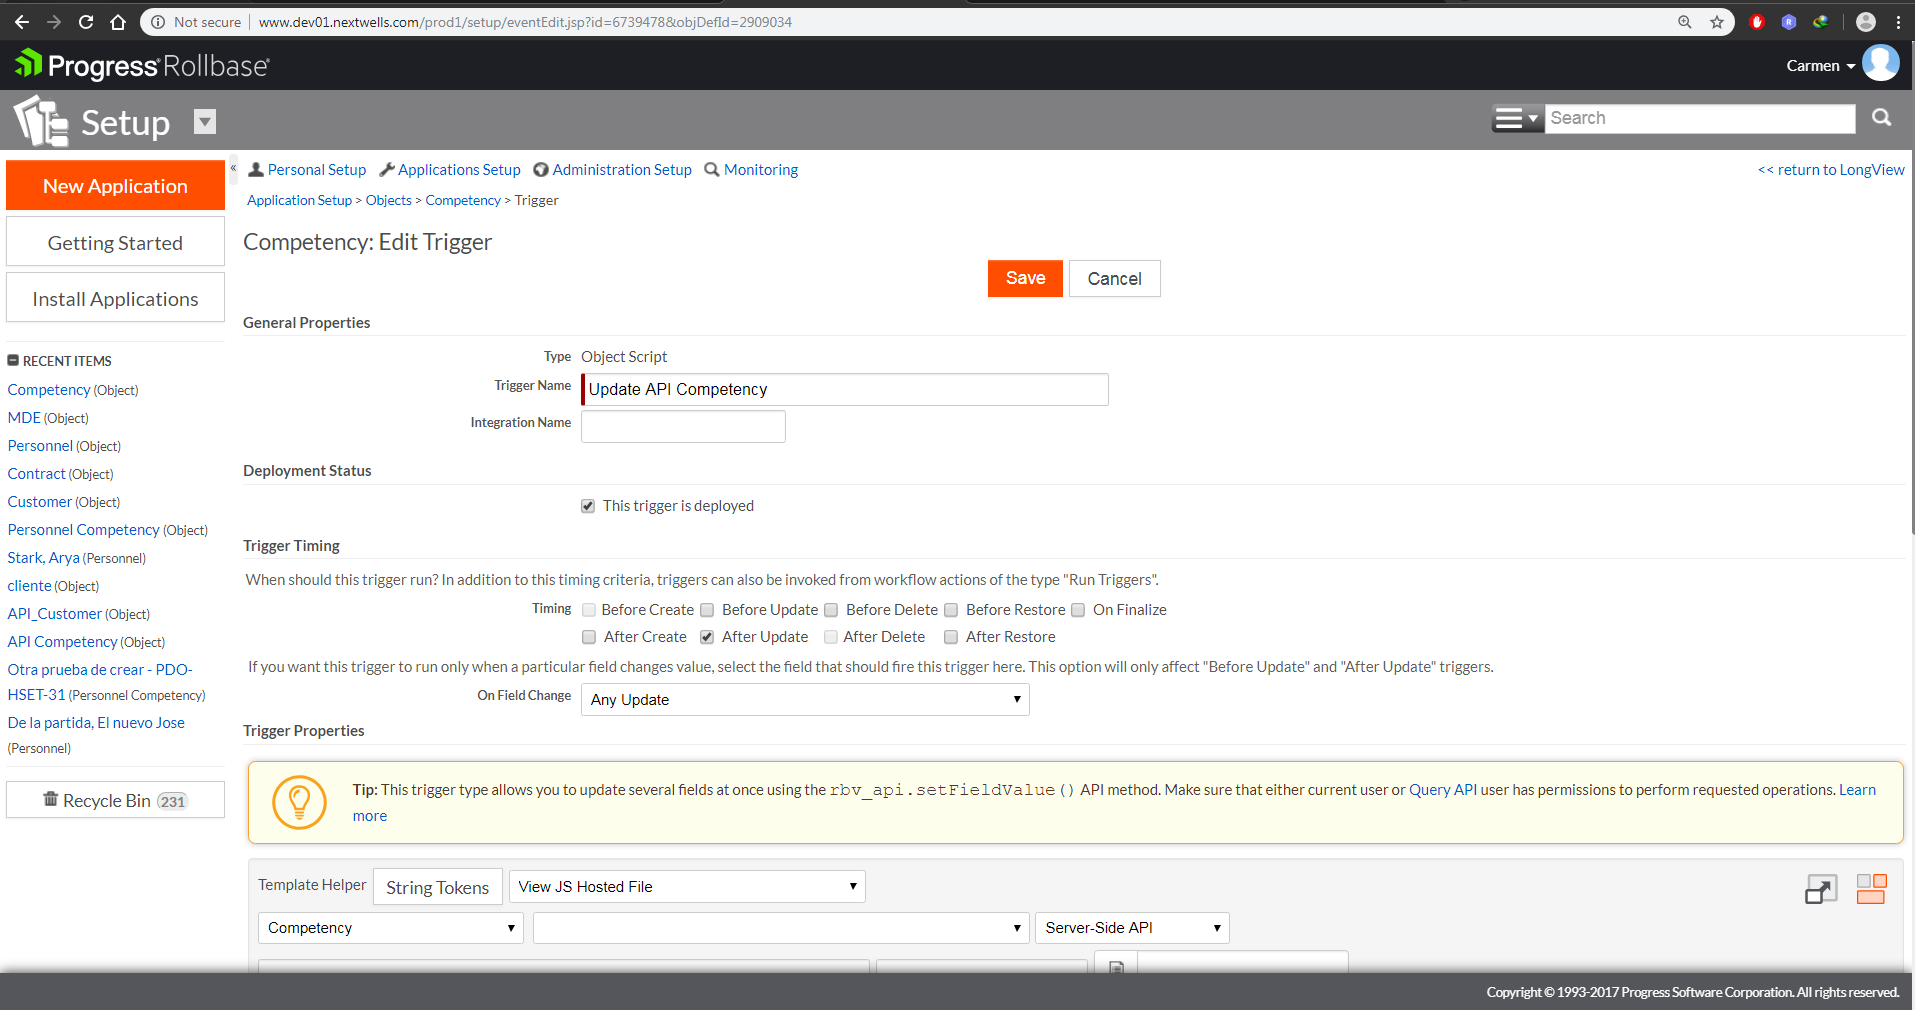 Not secure | www.dev01.nextwells.com/prod1/setup/eventEdit.jsp?id=6739478&objDefId=2909034
Progress Rollbase
Carmen
Setup
Search
New Application
Getting Started
Install Applications
RECENT ITEMS
Competency (Object)
MDE (Object)
Personnel (Object)
Contract (Object)
Customer (Object)
Personnel Competency (Object)
Stark, Arya (Personnel)
cliente (Object)
API_Customer (Object)
API Competency (Object)
Otra prueba de crear - PDO-
HSET-31 (Personnel Competency)
De la partida, El nuevo Jose
(Personnel)
Recycle Bin 231
«
Personal Setup Applications Setup Administration Setup Monitoring
<< return to LongView
Application Setup > Objects > Competency > Trigger
Competency: Edit Trigger
Save Cancel
General Properties
Type Object Script
Trigger Name Update API Competency
Integration Name
Deployment Status
This trigger is deployed
Trigger Timing
When should this trigger run? In addition to this timing criteria, triggers can also be invoked from workflow actions of the type "Run Triggers".
Timing Before Create Before Update Before Delete Before Restore On Finalize
After Create After Update After Delete After Restore
If you want this trigger to run only when a particular field changes value, select the field that should fire this trigger here. This option will only affect "Before Update" and "After Update" triggers.
On Field Change Any Update
Trigger Properties
Tip: This trigger type allows you to update several fields at once using the rbv_api.setFieldValue() API method. Make sure that either current user or Query API user has permissions to perform requested operations. Learn
more
Template Helper String Tokens View JS Hosted File
Competency Server-Side API
Copyright © 1993-2017 Progress Software Corporation. All rights reserved.